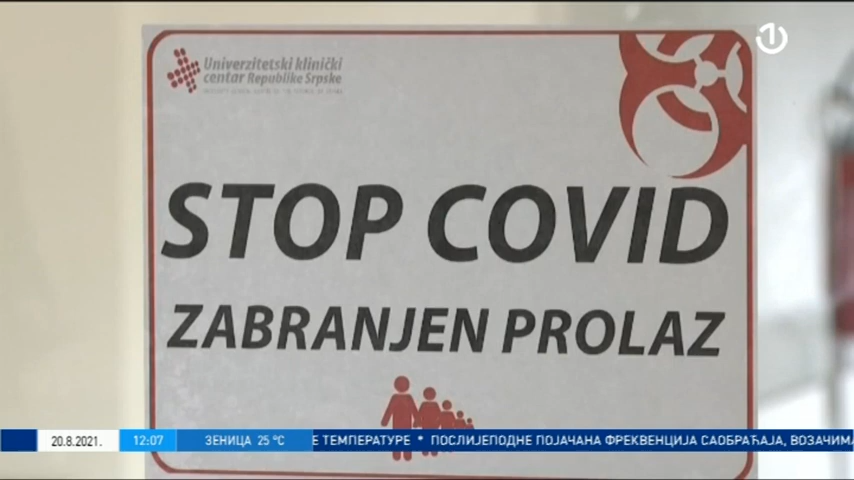 Univerzitetski klinički
centar Republike Srpske
STOP COVID
ZABRANJEN PROLAZ
20.8.2021. 12:07 ЗЕНИЦА 25 °C Е ТЕМПЕРАТУРЕ * ПОСЛИЈЕПОДНЕ ПОЈАЧАНА ФРЕКВЕНЦИЈА САОБРАЋАЈА, ВОЗАЧИМА